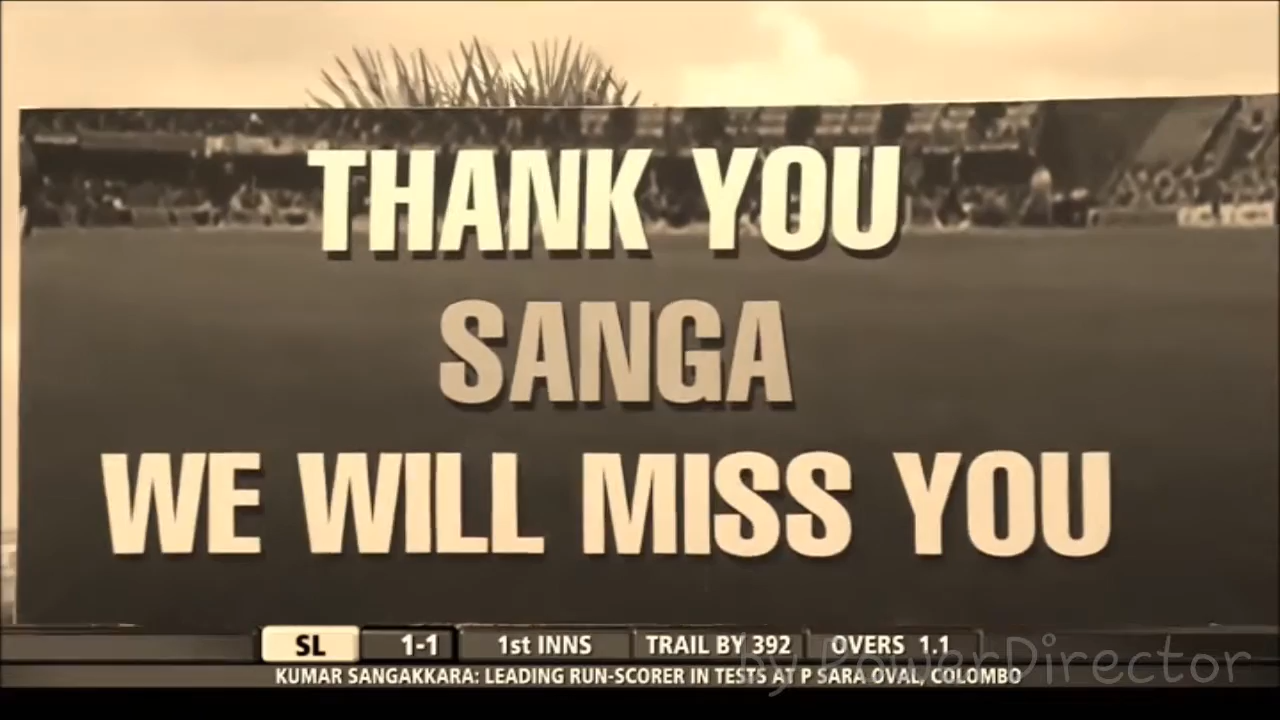 THANK YOU
SANGA
WE WILL MISS YOU
SL 1-1 1st INNS TRAIL BY 392 OVERS 1.1
KUMAR SANGAKKARA: LEADING RUN-SCORER IN TESTS AT P SARA OVAL, COLOMBO
by PowerDirector